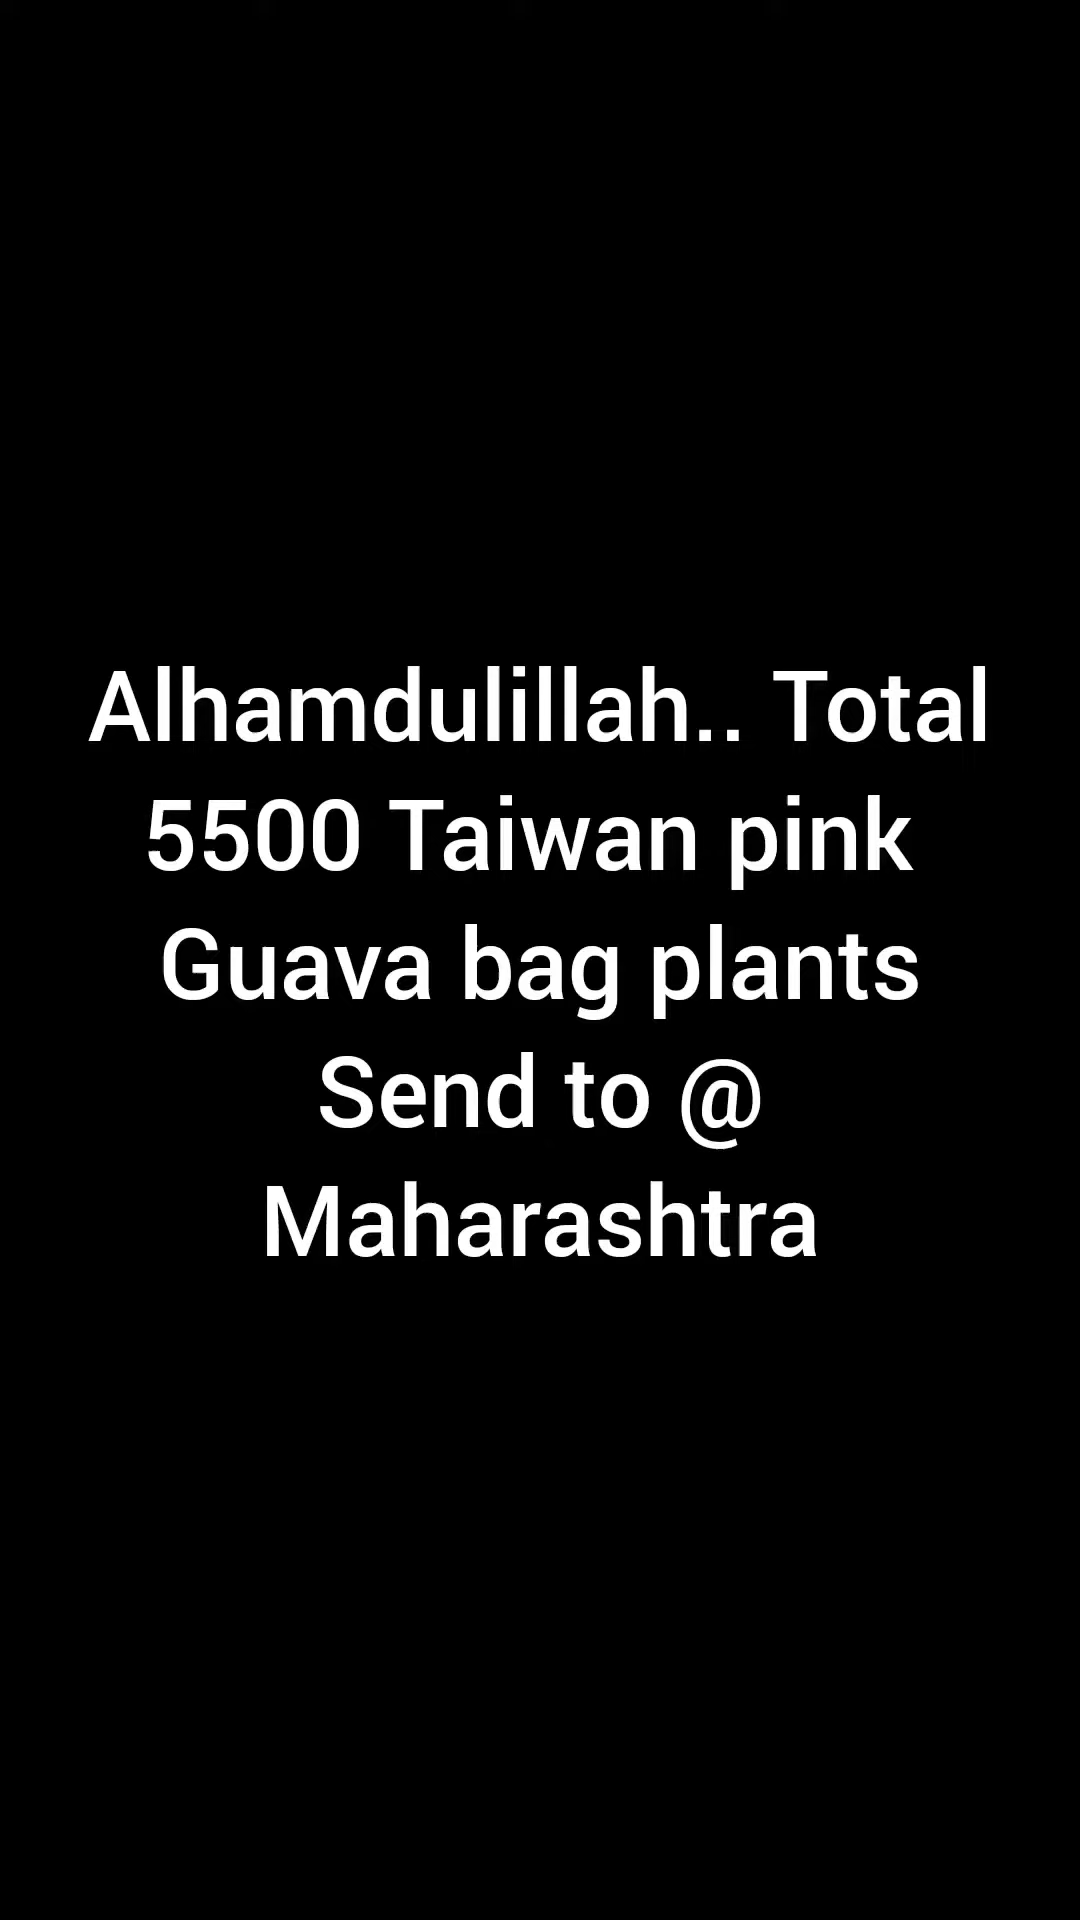 Alhamdulillah.. Total
5500 Taiwan pink
Guava bag plants
Send to @
Maharashtra